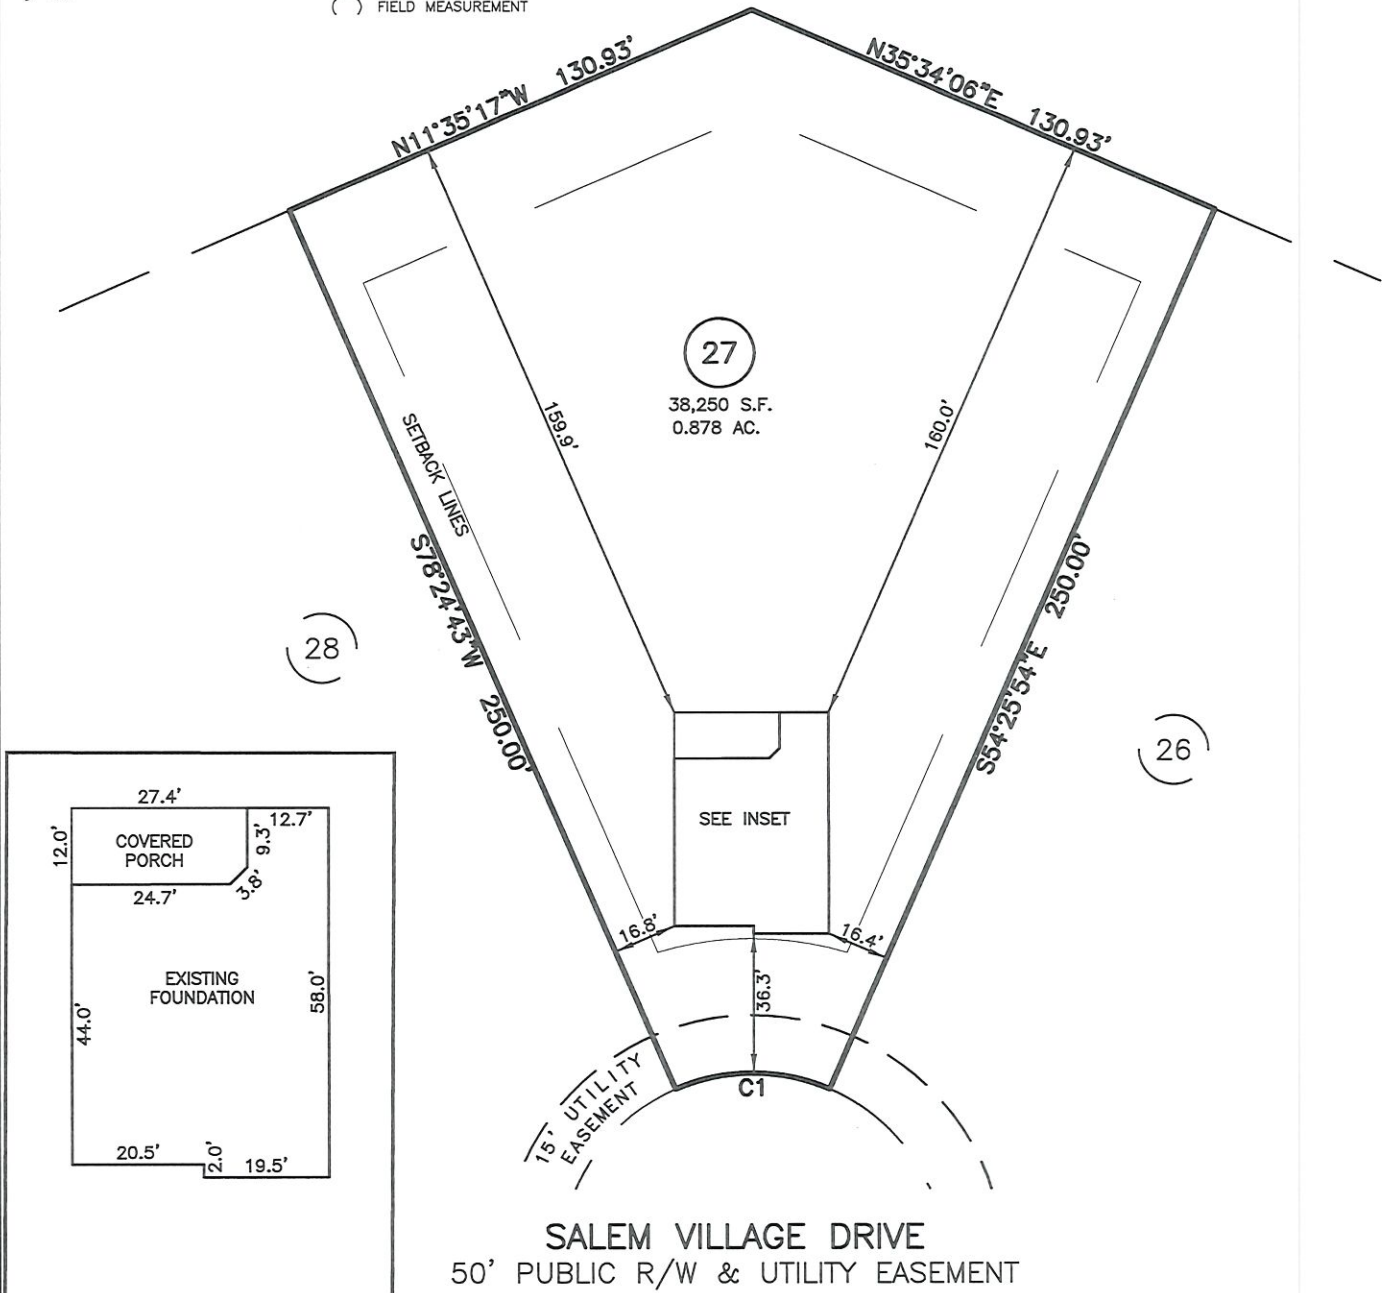 ( ) FIELD MEASUREMENT
N11°35'17"W 130.93'
N35°34'06"E 130.93'
27
38,250 S.F.
0.878 AC.
159.9'
160.0'
SETBACK LINES
S78°24'43"W 250.00'
S54°25'54"E 250.00'
28
26
SEE INSET
16.8'
16.4'
36.3'
C1
15' UTILITY
EASEMENT
27.4'
12.7'
12.0'
COVERED
PORCH
9.3'
24.7'
3.8'
EXISTING
FOUNDATION
44.0'
58.0'
20.5'
2.0'
19.5'
SALEM VILLAGE DRIVE
50' PUBLIC R/W & UTILITY EASEMENT